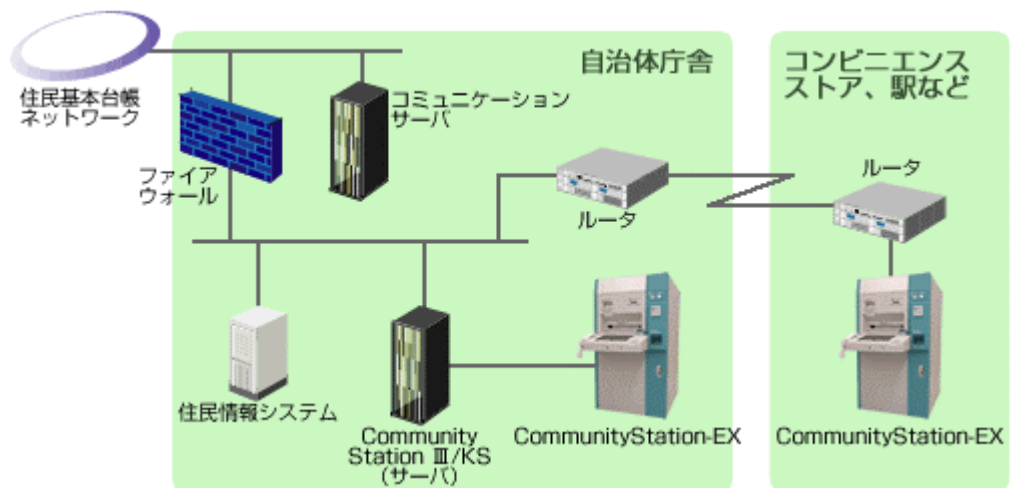 住民基本台帳
ネットワーク
ファイア
ウォール
コミュニケーション
サーバ
自治体庁舎
ルータ
コンビニエンス
ストア、駅など
ルータ
住民情報システム
Community
Station Ⅲ/KS
(サーバ)
CommunityStation-EX
CommunityStation-EX